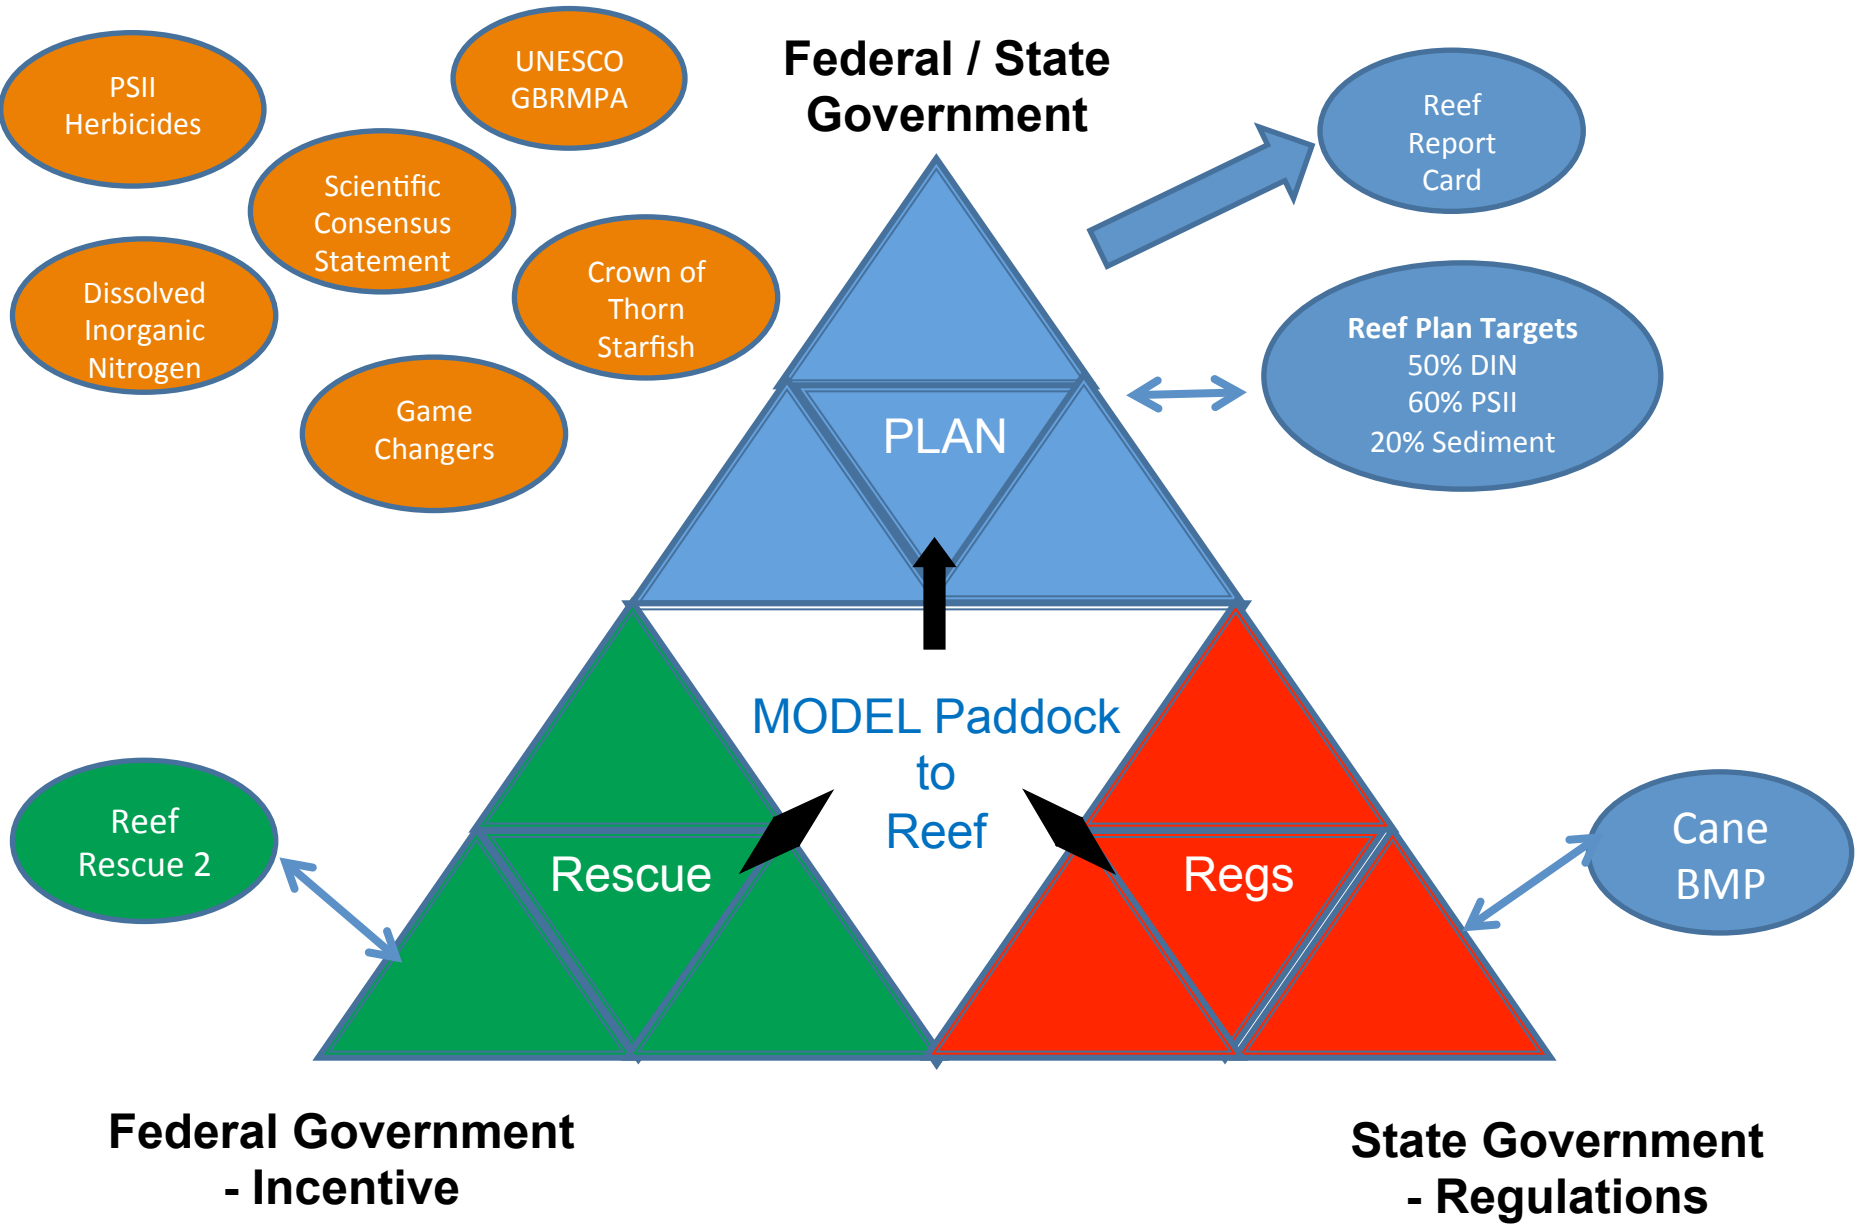 PSII
Herbicides
UNESCO
GBRMPA
Federal / State
Government
Reef
Report
Card
Scientific
Consensus
Statement
Dissolved
Inorganic
Nitrogen
Crown of
Thorn
Starfish
Reef Plan Targets
50% DIN
60% PSII
20% Sediment
Game
Changers
PLAN
MODEL Paddock
to
Reef
Reef
Rescue 2
Rescue
Regs
Cane
BMP
Federal Government
- Incentive
State Government
- Regulations